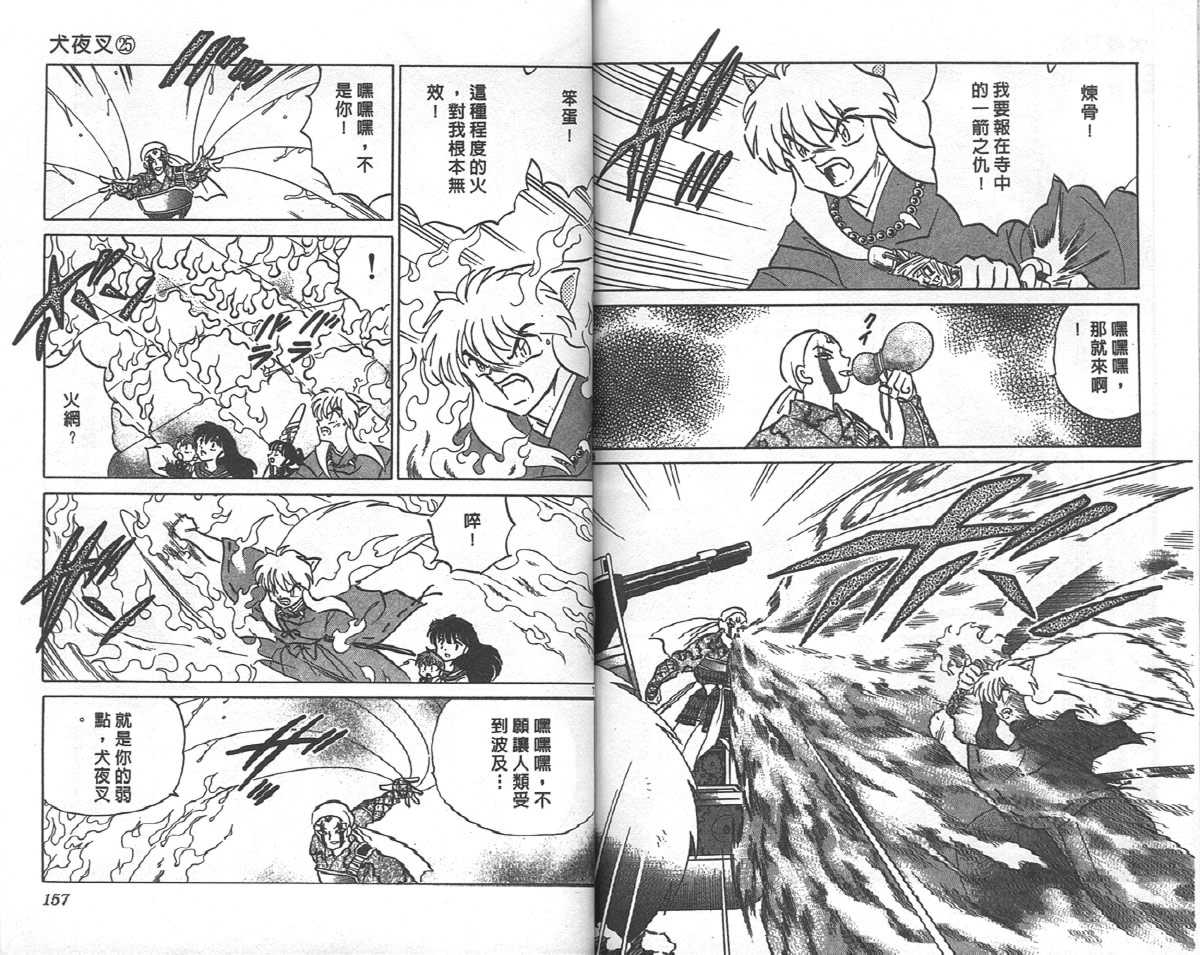 犬夜叉㉕
煉骨！
我要報在寺中
的一箭之仇！
嘿嘿嘿，
那就來啊
！
笨蛋！
這種程度的火
，對我根本無
效！
嘿嘿嘿，不
是你！
！
火網？
啐！
嘿嘿嘿，不
願讓人類受
到波及…
就是你的弱
點，犬夜叉
。
157